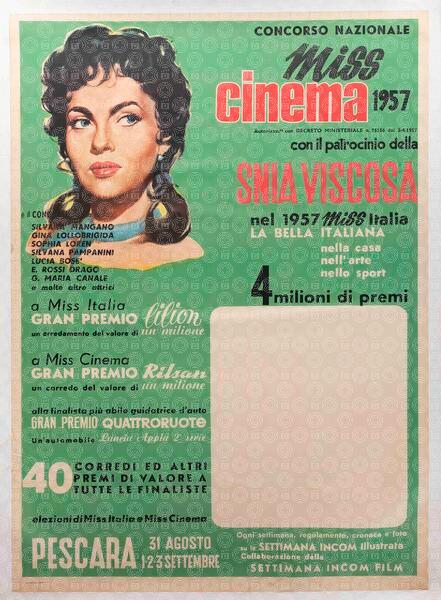 CONCORSO NAZIONALE
Miss
cinema 1957
Autorizz.ne con DECRETO MINISTERIALE n.
con il patrocinio della
SNIA VISCOSA
nel 1957 Miss Italia
LA BELLA ITALIANA
nella casa
nell'arte
nello sport
4 milioni di premi
SILVANA MANGANO
GINA LOLLOBRIGIDA
SOPHIA LOREN
SILVANA PAMPANINI
LUCIA BOSE'
E. ROSSI DRAGO
G. MARIA CANALE
e molte altre attrici
a Miss Italia
GRAN PREMIO lilion
un arredamento del valore di un milione
a Miss Cinema
GRAN PREMIO Rilsan
un corredo del valore di un milione
alla finalista più abile guidatrice d'auto
GRAN PREMIO QUATTRORUOTE
Un'automobile Lancia Appia 2ª serie
40 CORREDI ED ALTRI
PREMI DI VALORE A
TUTTE LE FINALISTE
elezioni di Miss Italia e Miss Cinema
PESCARA 31 AGOSTO
1·2·3 SETTEMBRE
Ogni settimana, regolamento, cronaca e foto
su la SETTIMANA INCOM Illustrata
Collaborazione della
SETTIMANA INCOM FILM